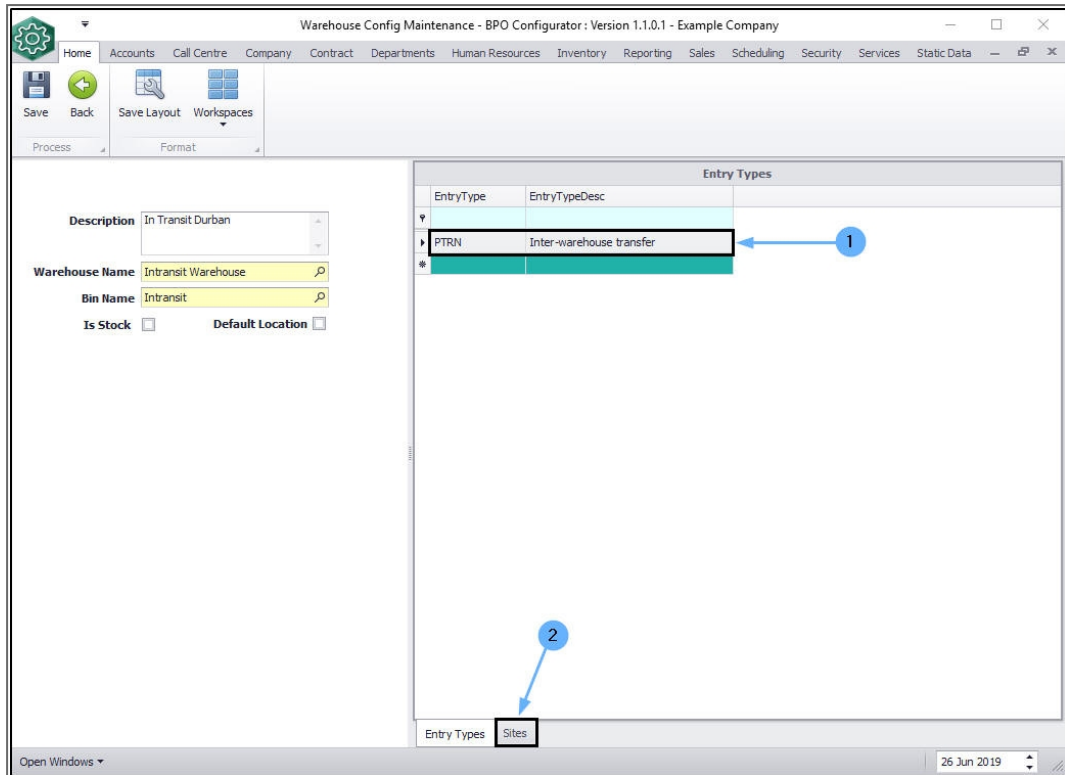 Warehouse Config Maintenance - BPO Configurator : Version 1.1.0.1 - Example Company
Home Accounts Call Centre Company Contract Departments Human Resources Inventory Reporting Sales Scheduling Security Services Static Data
Save Back Save Layout Workspaces
Process Format
Entry Types
EntryType EntryTypeDesc
Description In Transit Durban
PTRN Inter-warehouse transfer 1
Warehouse Name Intransit Warehouse
Bin Name Intransit
Is Stock Default Location
2
Entry Types Sites
Open Windows 26 Jun 2019